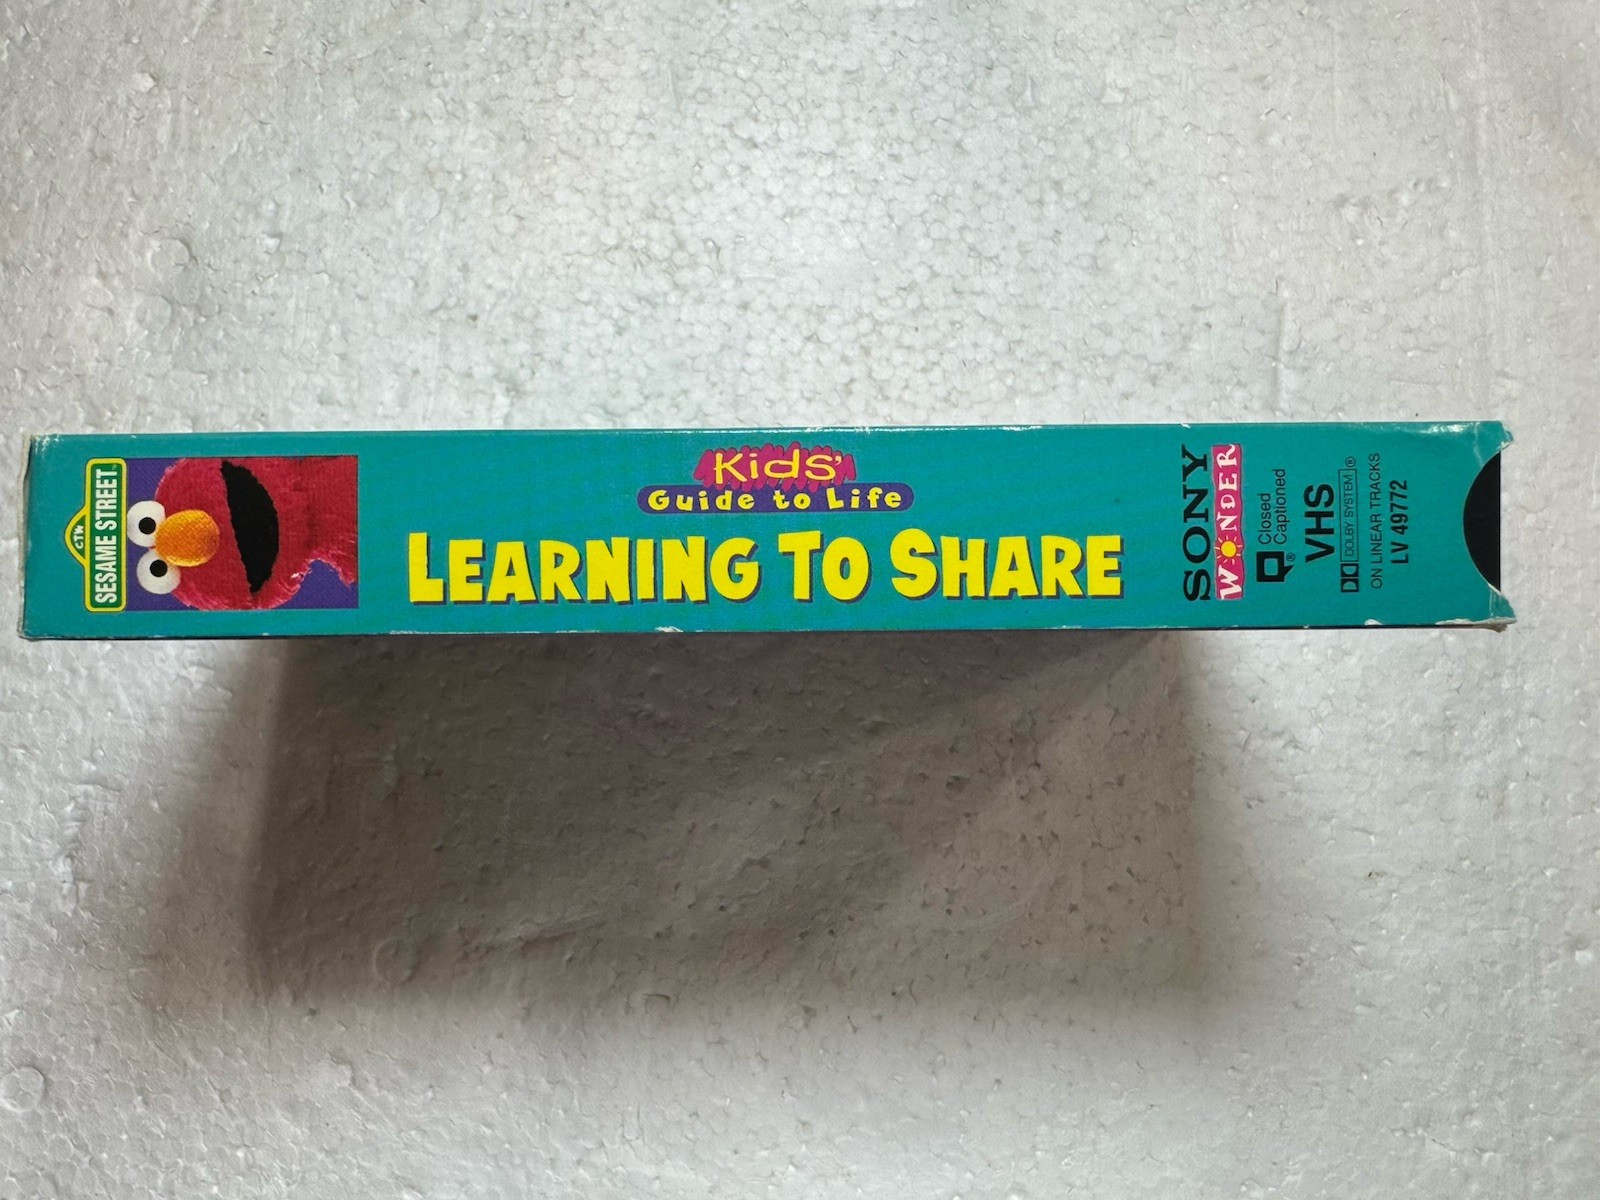 CTW
SESAME STREET
Kids'
Guide to Life
LEARNING TO SHARE
SONY
WONDER
Closed
Captioned
®
VHS
DOLBY SYSTEM ®
ON LINEAR TRACKS
LV 49772